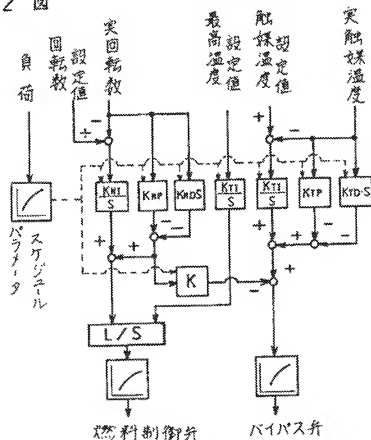 2 図
負荷
回転数
設定値
実回転数
最高温度
設定値
触媒温度
設定値
実触媒温度
KNI
S
KNP
KNDS
KTI
S
KTI
S
KTP
KTD・S
パラメータ
スケジュール
K
L/S
燃料制御弁
バイパス弁